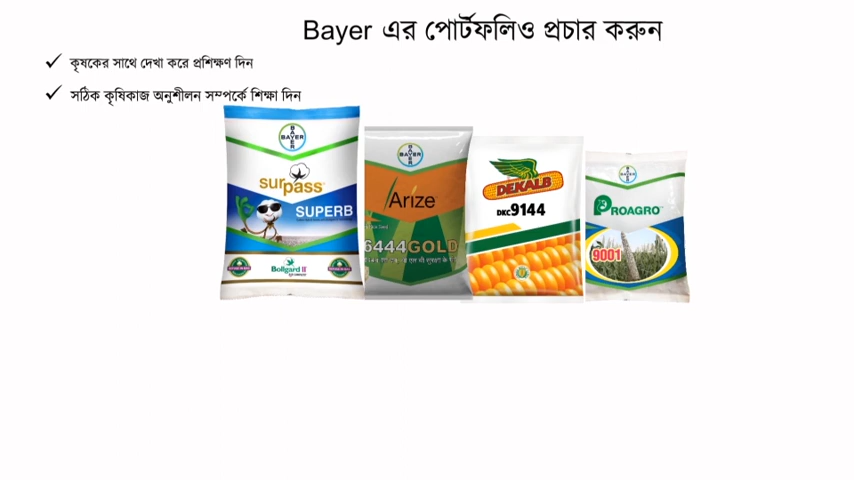 Bayer এর পোর্টফলিও প্রচার করুন
✓ কৃষকের সাথে দেখা করে প্রশিক্ষণ দিন
✓ সঠিক কৃষিকাজ অনুশীলন সম্পর্কে শিক্ষা দিন
BAYER
surpass
SUPERB
Bollgard II
BAYER
Arize
6444GOLD
DEKALB
DKC9144
BAYER
PROAGRO
9001